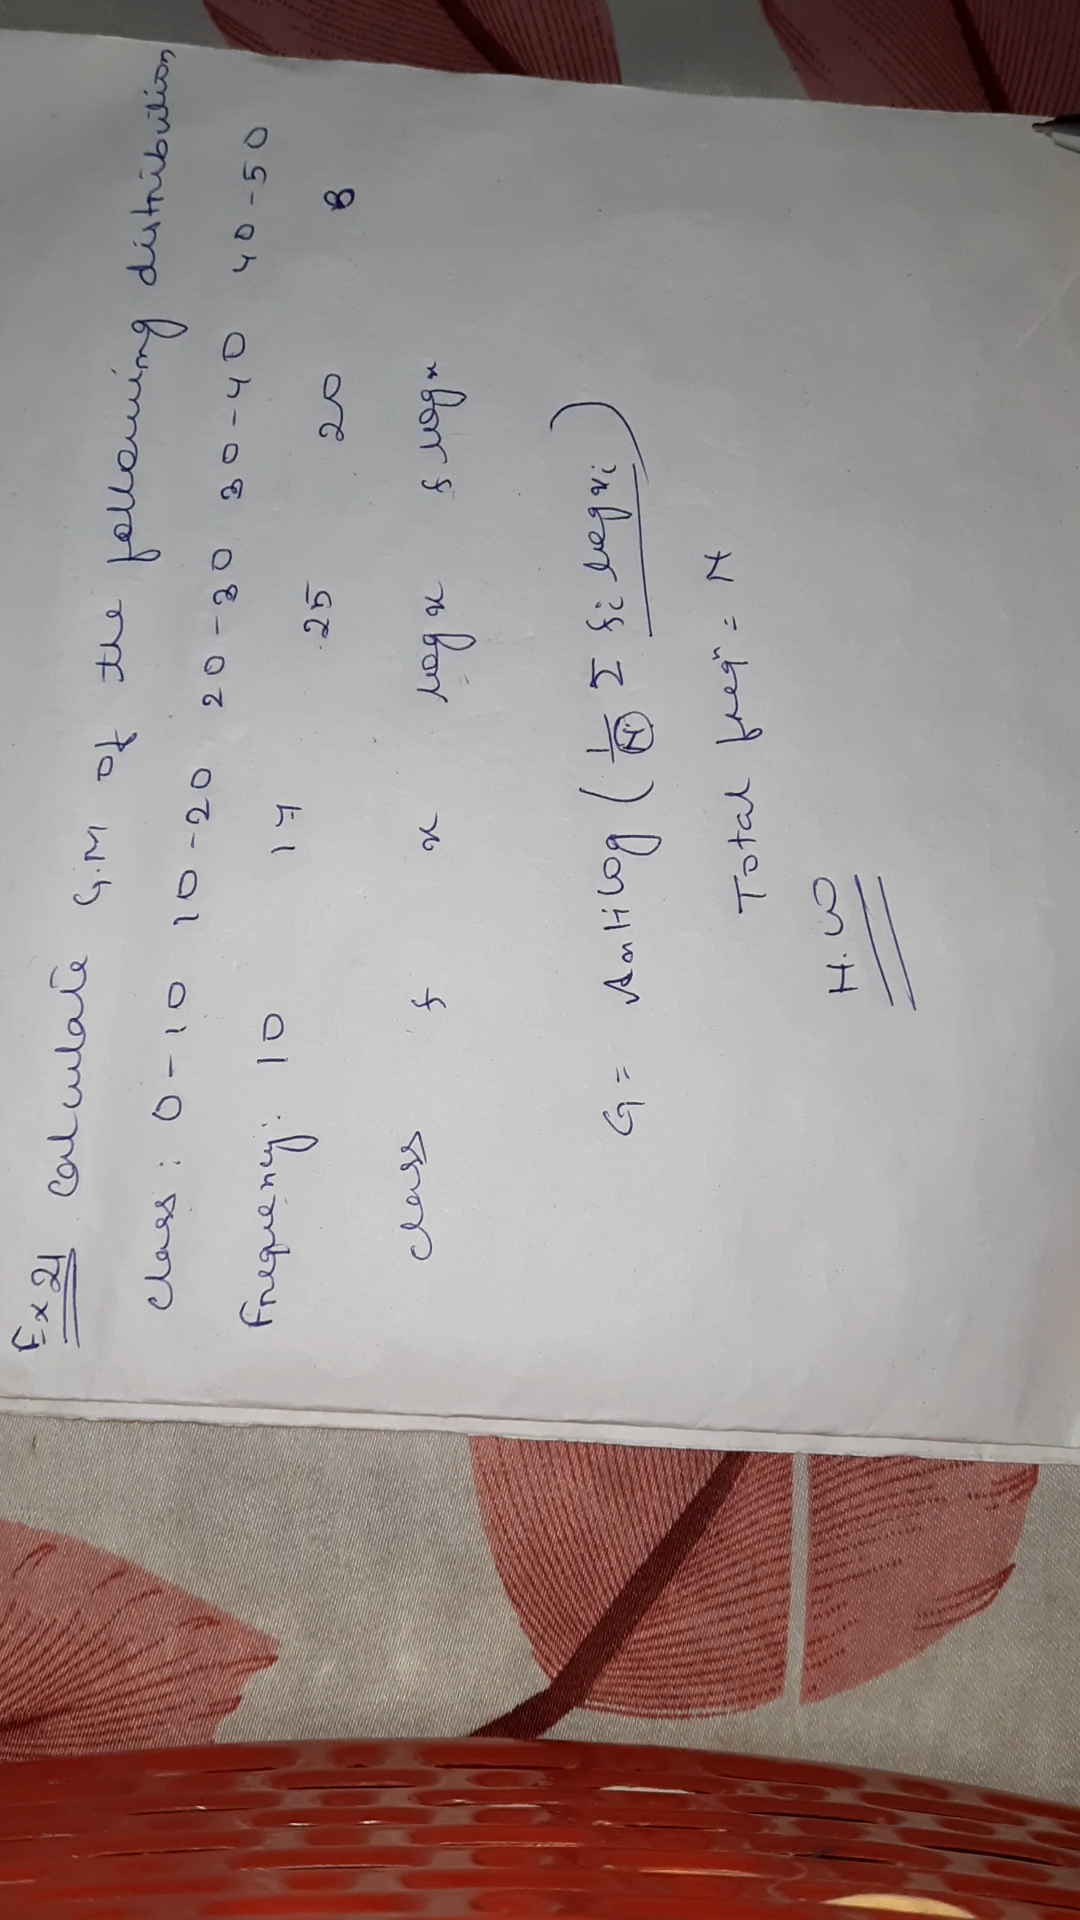 Ex 21 Calculate G.M of the following distribution
Class : 0-10 10-20 20-30 30-40 40-50
Frequency: 10 17 25 20 8
class f x log x f log x
G = Antilog ( 1/N Σ fi log xi )
Total freqⁿ = N
H.W